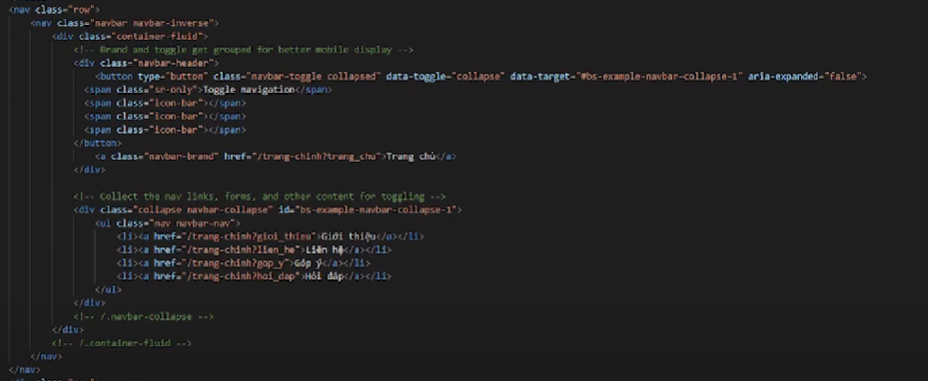 <nav class="row">
<nav class="navbar navbar-inverse">
<div class="container-fluid">
<!-- Brand and toggle get grouped for better mobile display -->
<div class="navbar-header">
<button type="button" class="navbar-toggle collapsed" data-toggle="collapse" data-target="#bs-example-navbar-collapse-1" aria-expanded="false">
<span class="sr-only">Toggle navigation</span>
<span class="icon-bar"></span>
<span class="icon-bar"></span>
<span class="icon-bar"></span>
</button>
<a class="navbar-brand" href="/trang-chinh?trang_chu">Trang chủ</a>
</div>
<!-- Collect the nav links, forms, and other content for toggling -->
<div class="collapse navbar-collapse" id="bs-example-navbar-collapse-1">
<ul class="nav navbar-nav">
<li><a href="/trang-chinh?gioi_thieu">Giới thiệu</a></li>
<li><a href="/trang-chinh?lien_he">Liên hệ</a></li>
<li><a href="/trang-chinh?gop_y">Góp ý</a></li>
<li><a href="/trang-chinh?hoi_dap">Hỏi đáp</a></li>
</ul>
</div>
<!-- /.navbar-collapse -->
</div>
<!-- /.container-fluid -->
</nav>
</nav>